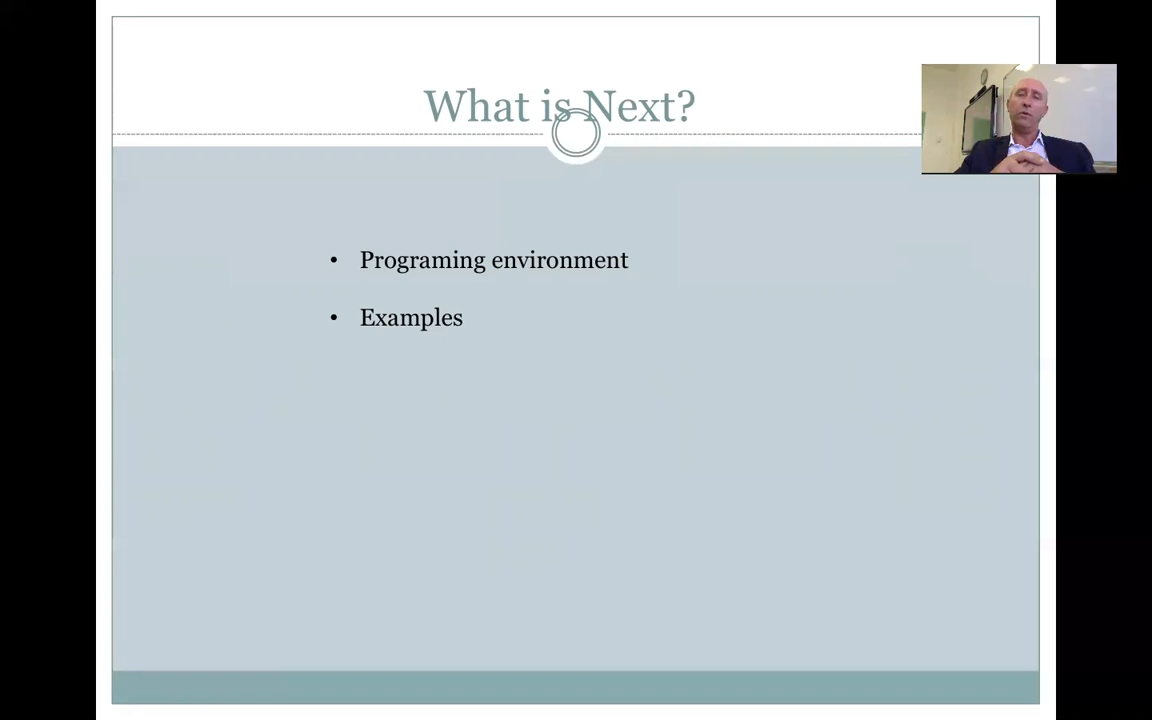 What is Next?
• Programing environment
• Examples